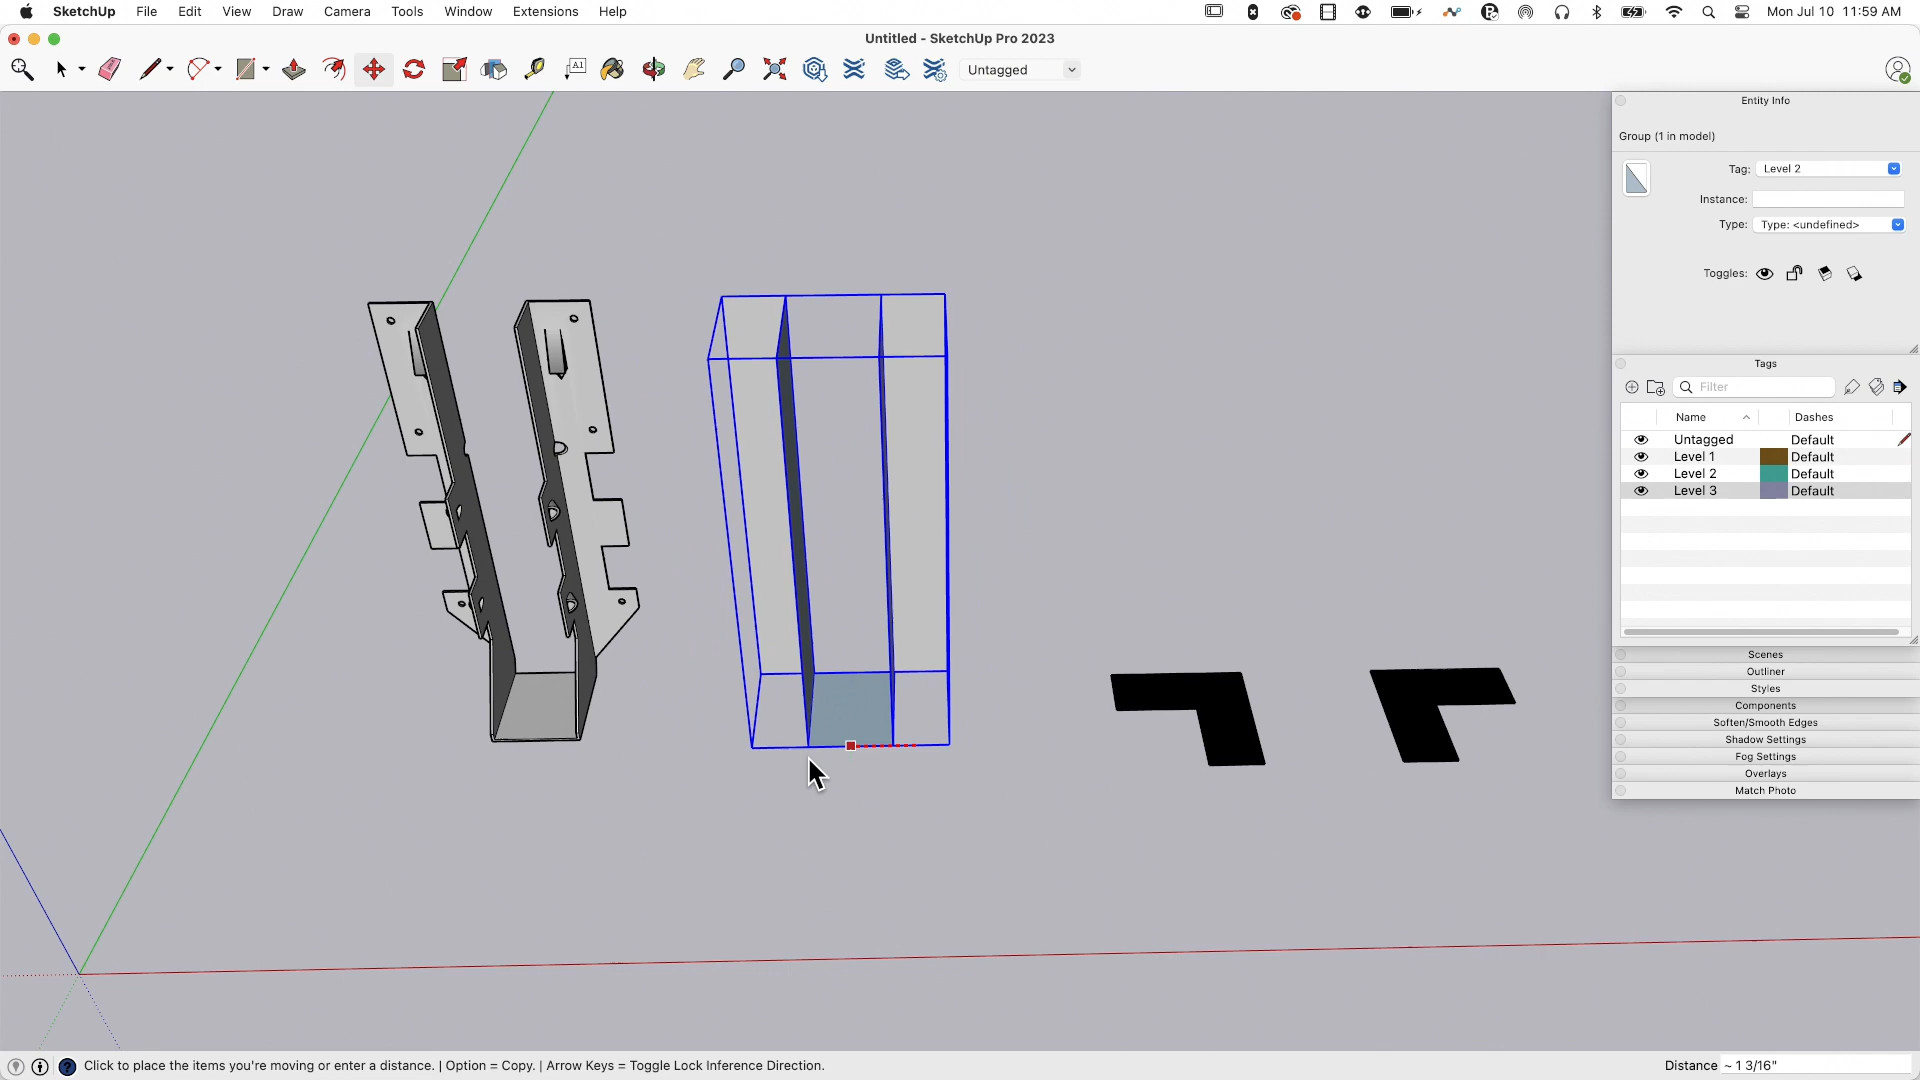 SketchUp File Edit View Draw Camera Tools Window Extensions Help Mon Jul 10 11:59 AM
Untitled - SketchUp Pro 2023
A1 Untagged
Entity Info
Group (1 in model)
Tag: Level 2
Instance:
Type: Type: <undefined>
Toggles:
Tags
Filter
Name Dashes
Untagged Default
Level 1 Default
Level 2 Default
Level 3 Default
Scenes
Outliner
Styles
Components
Soften/Smooth Edges
Shadow Settings
Fog Settings
Overlays
Match Photo
Click to place the items you're moving or enter a distance. | Option = Copy. | Arrow Keys = Toggle Lock Inference Direction. Distance ~ 1 3/16"